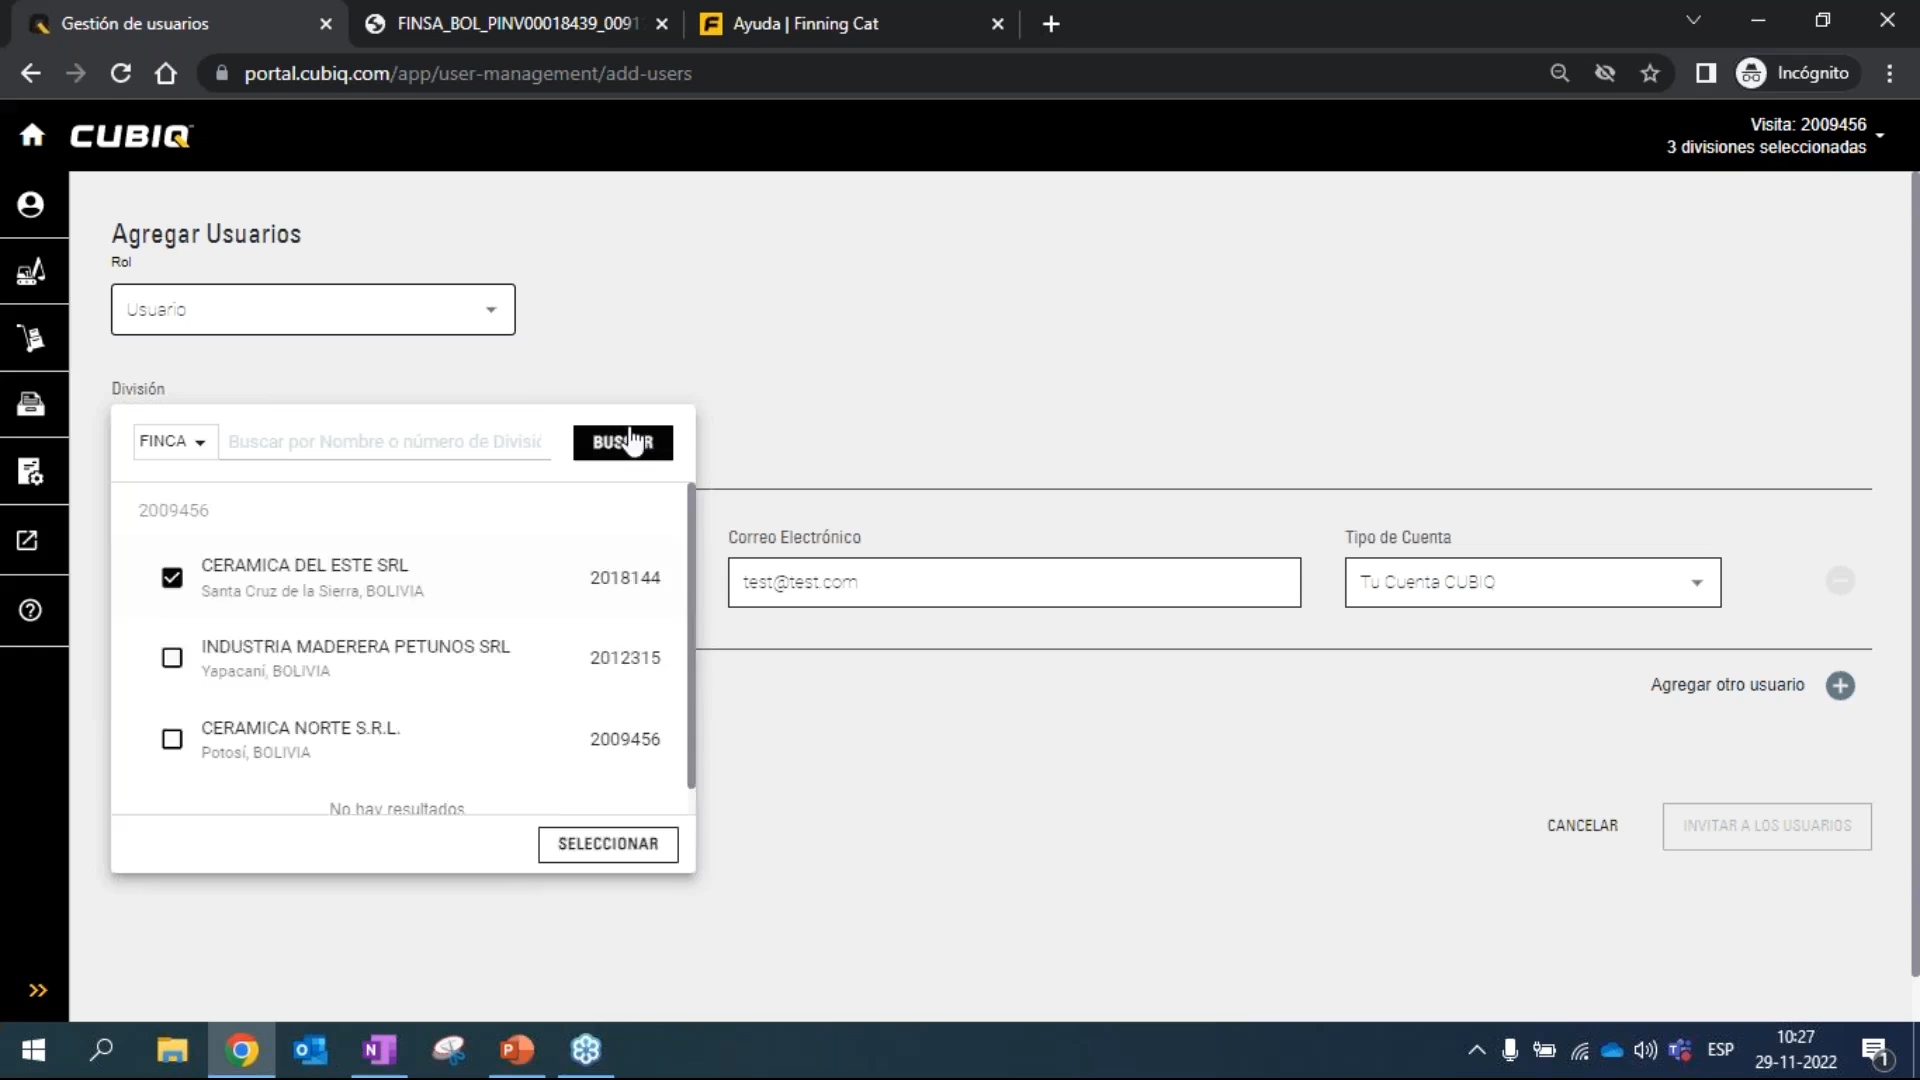 Gestión de usuarios
FINSA_BOL_PINV00018439_0091
Ayuda | Finning Cat
portal.cubiq.com/app/user-management/add-users
Incógnito
CUBIQ
Visita: 2009456
3 divisiones seleccionadas
Agregar Usuarios
Rol
Usuario
División
FINCA
Buscar por Nombre o número de Divisió
BUSCAR
2009456
CERAMICA DEL ESTE SRL
2018144
Santa Cruz de la Sierra, BOLIVIA
INDUSTRIA MADERERA PETUNOS SRL
2012315
Yapacaní, BOLIVIA
CERAMICA NORTE S.R.L.
2009456
Potosí, BOLIVIA
No hay resultados
SELECCIONAR
Correo Electrónico
test@test.com
Tipo de Cuenta
Tu Cuenta CUBIQ
Agregar otro usuario
CANCELAR
INVITAR A LOS USUARIOS
ESP
10:27
29-11-2022
1